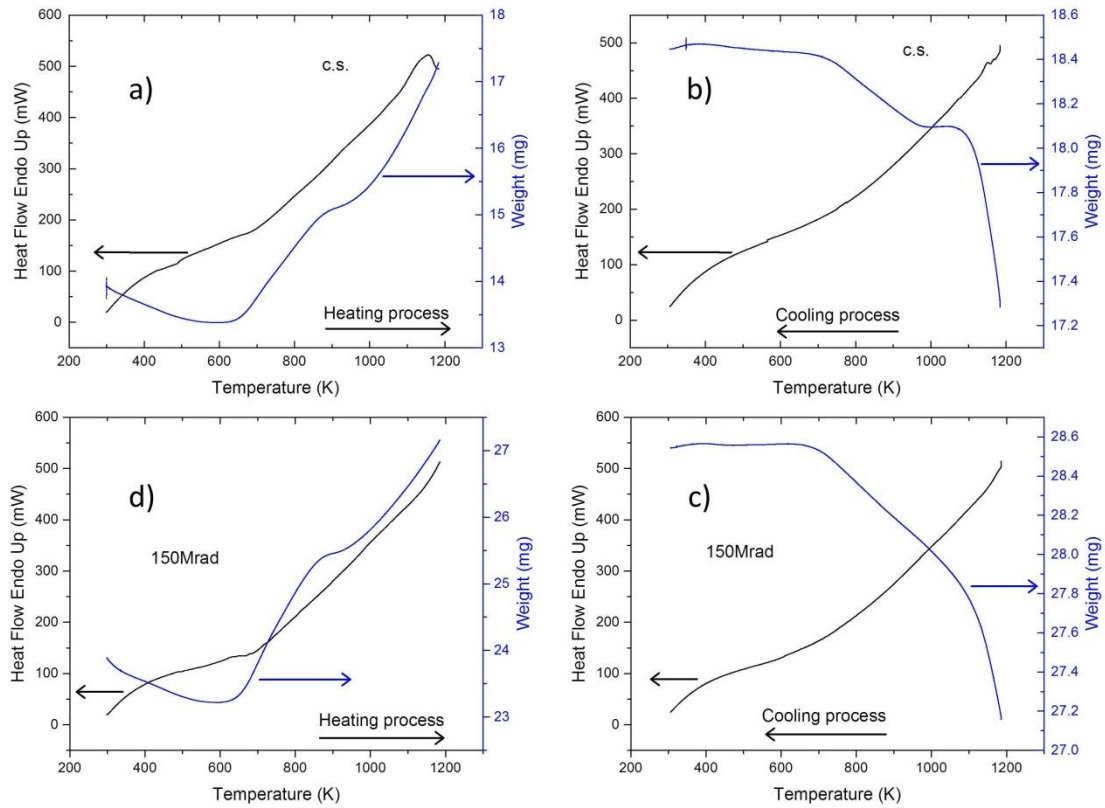 600
500
400
300
200
100
0
Heat Flow Endo Up (mW)
a)
c.s.
Heating process
18
17
16
15
14
13
Weight (mg)
200 400 600 800 1000 1200
Temperature (K)
500
400
300
200
100
0
Heat Flow Endo Up (mW)
b)
c.s.
Cooling process
18.6
18.4
18.2
18.0
17.8
17.6
17.4
17.2
Weight (mg)
200 400 600 800 1000 1200
Temperature (K)
600
500
400
300
200
100
0
Heat Flow Endo Up (mW)
d)
150Mrad
Heating process
27
26
25
24
23
Weight (mg)
200 400 600 800 1000 1200
Temperature (K)
600
500
400
300
200
100
0
Heat Flow Endo Up (mW)
c)
150Mrad
Cooling process
28.6
28.4
28.2
28.0
27.8
27.6
27.4
27.2
27.0
Weight (mg)
200 400 600 800 1000 1200
Temperature (K)